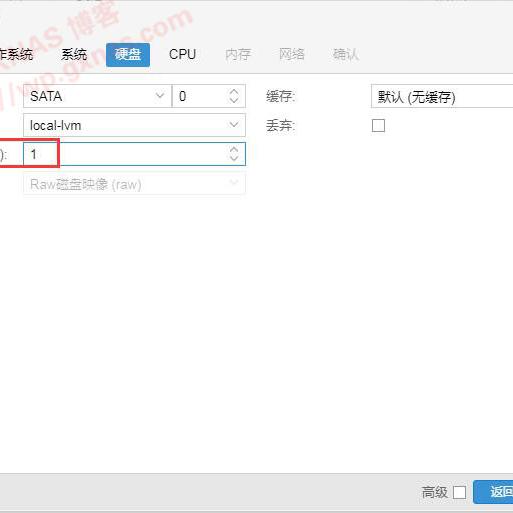 作系统 系统 硬盘 CPU 内存 网络 确认
SATA 0 缓存: 默认 (无缓存)
local-lvm 丢弃:
): 1
Raw磁盘映像 (raw)
高级 返回
NAS 博客
//wp.gxnas.com